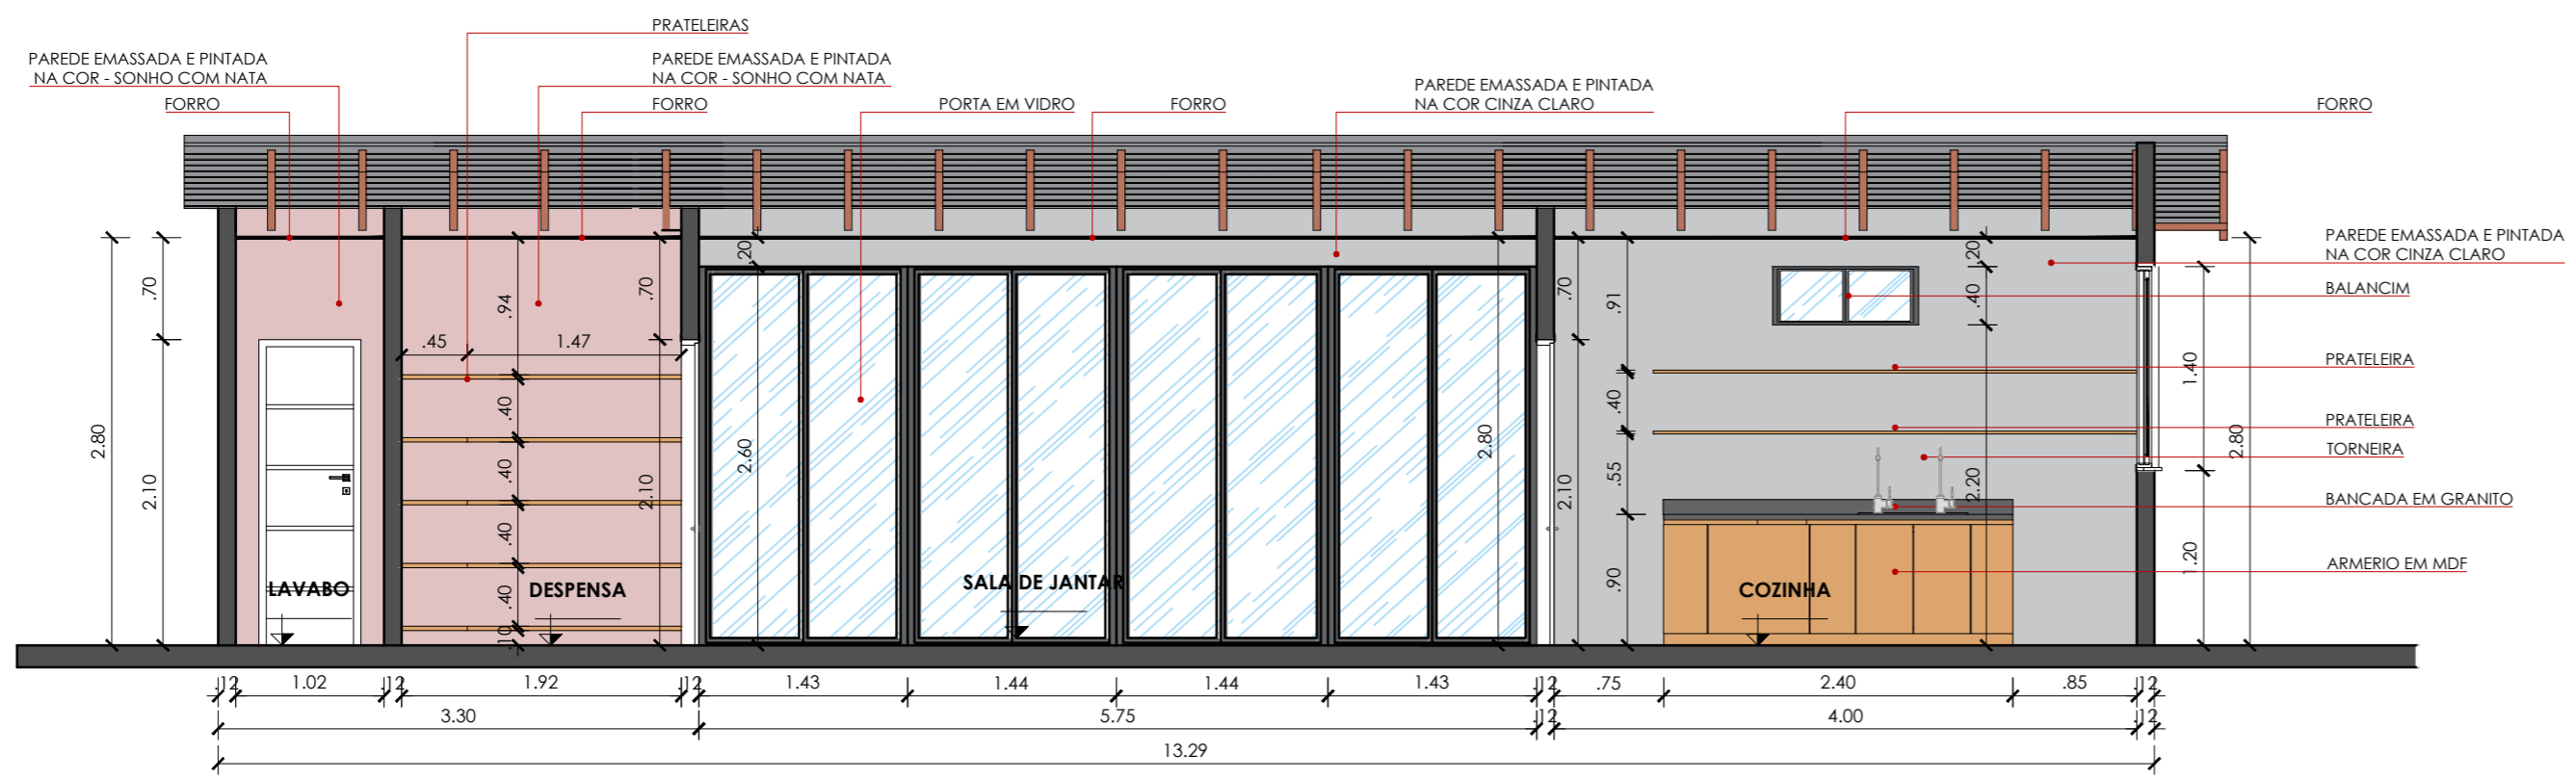 PRATELEIRAS
PAREDE EMASSADA E PINTADA
NA COR - SONHO COM NATA
PAREDE EMASSADA E PINTADA
NA COR - SONHO COM NATA
PAREDE EMASSADA E PINTADA
NA COR CINZA CLARO
FORRO
FORRO
PORTA EM VIDRO
FORRO
FORRO
PAREDE EMASSADA E PINTADA
NA COR CINZA CLARO
BALANCIM
PRATELEIRA
PRATELEIRA
TORNEIRA
BANCADA EM GRANITO
ARMERIO EM MDF
2.80
.70
2.10
.45
1.47
.94
.40
.40
.40
.40
.10
.70
2.10
.20
2.60
2.80
.70
2.10
.91
.40
.55
.90
.20
.40
2.20
1.40
1.20
2.80
LAVABO
DESPENSA
SALA DE JANTAR
COZINHA
.12
1.02
.12
1.92
.12
1.43
1.44
1.44
1.43
.12
.75
2.40
.85
.12
3.30
5.75
.12
4.00
.12
13.29